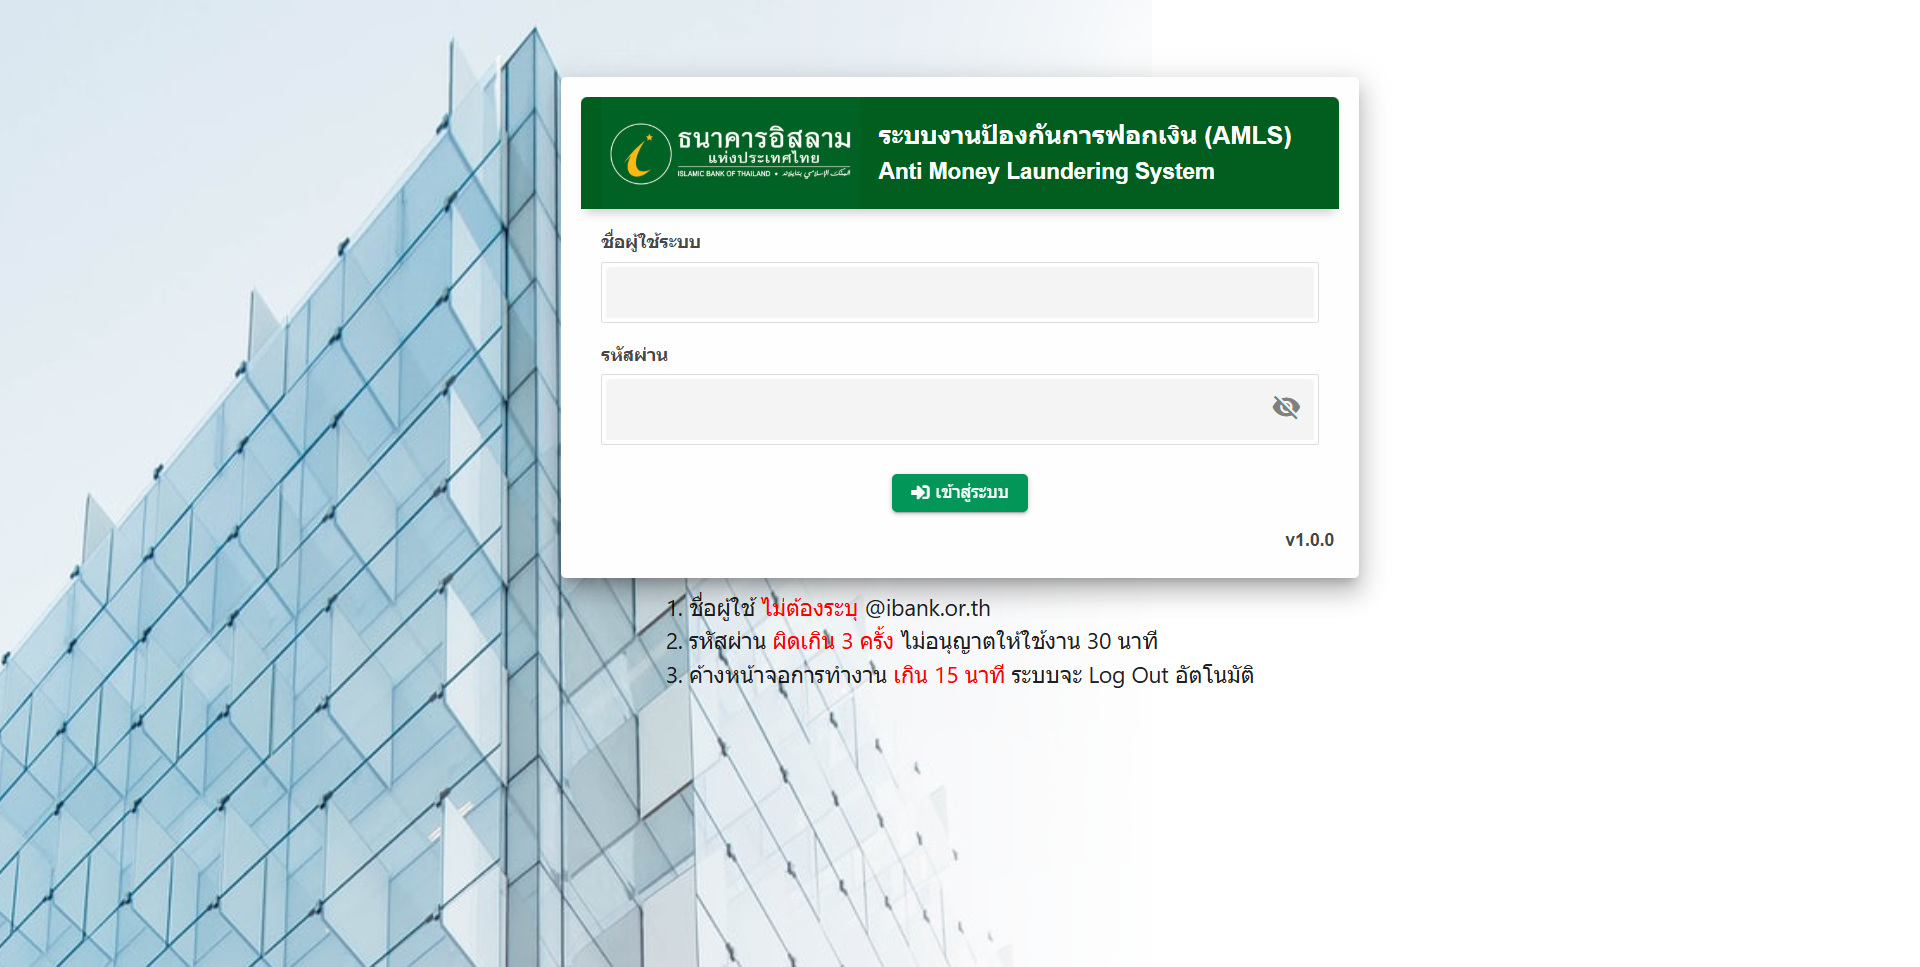 ธนาคารอิสลาม
แห่งประเทศไทย
ISLAMIC BANK OF THAILAND •
ระบบงานป้องกันการฟอกเงิน (AMLS)
Anti Money Laundering System
ชื่อผู้ใช้ระบบ
รหัสผ่าน
เข้าสู่ระบบ
v1.0.0
1. ชื่อผู้ใช้ ไม่ต้องระบุ @ibank.or.th
2. รหัสผ่าน ผิดเกิน 3 ครั้ง ไม่อนุญาตให้ใช้งาน 30 นาที
3. ค้างหน้าจอการทำงาน เกิน 15 นาที ระบบจะ Log Out อัตโนมัติ